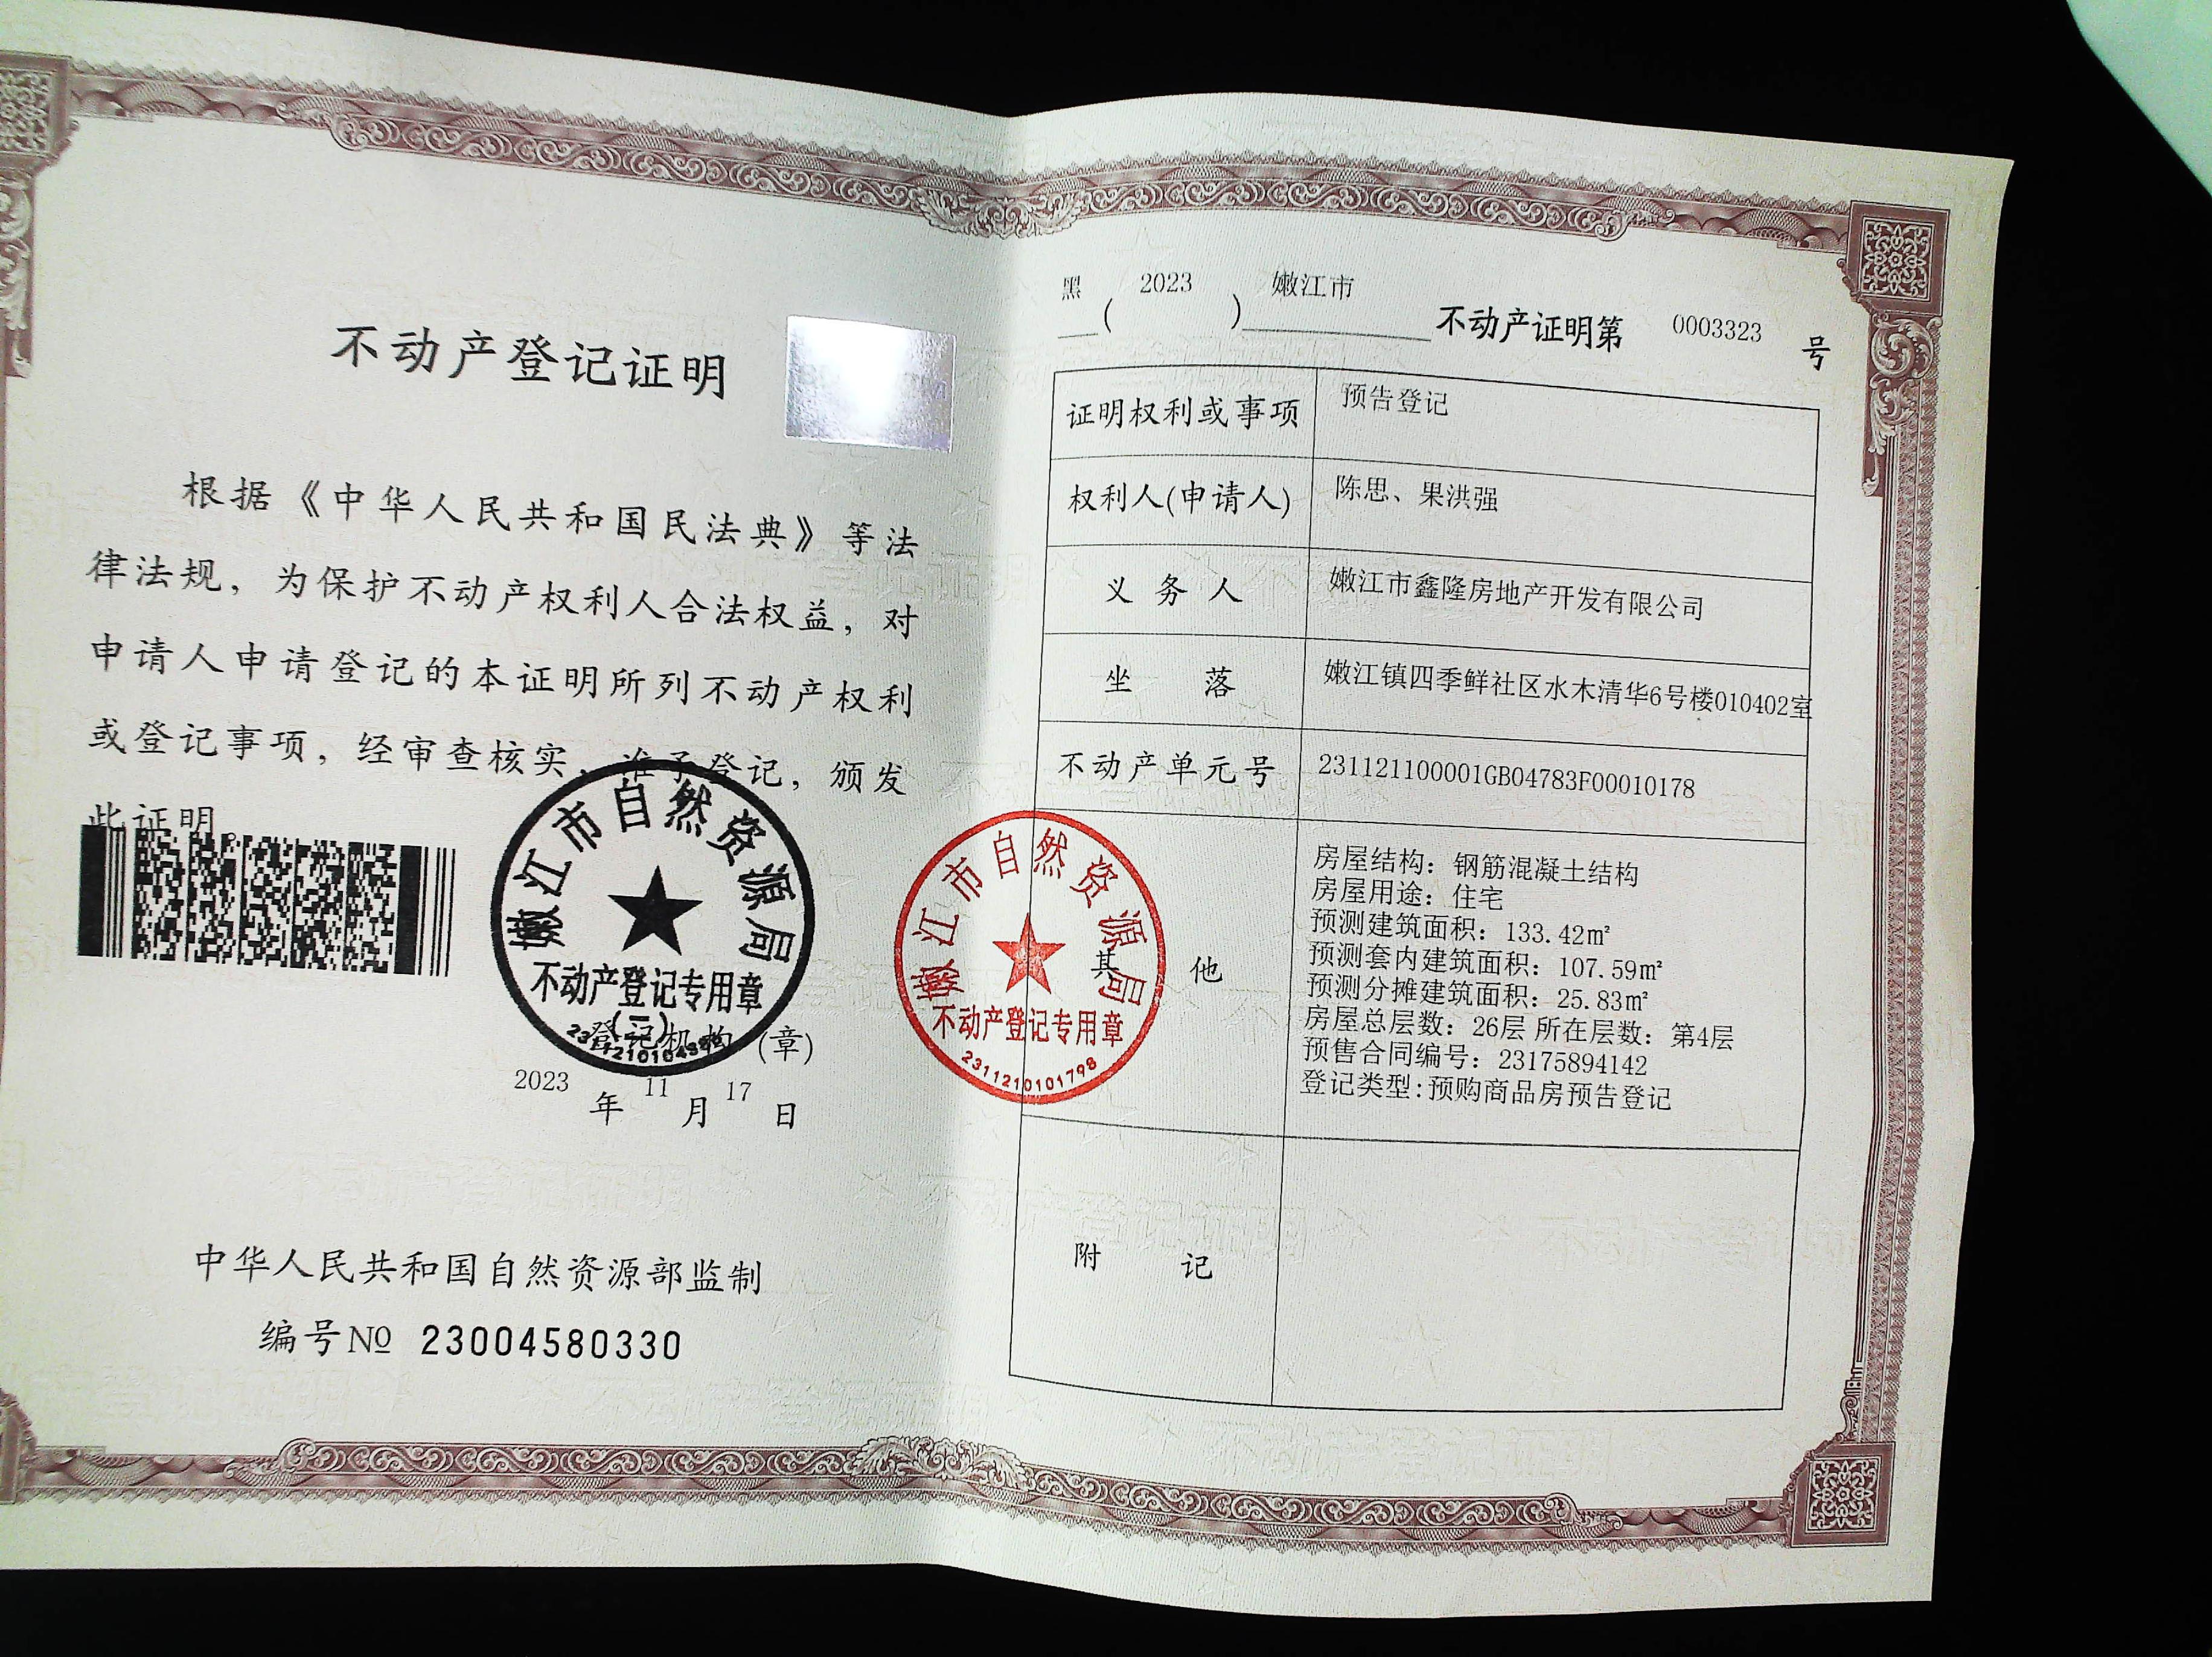 不动产登记证明
根据《中华人民共和国民法典》等法
律法规，为保护不动产权利人合法权益，对
申请人申请登记的本证明所列不动产权利
或登记事项，经审查核实，准予登记，颁发
此证明。
嫩江市自然资源局
不动产登记专用章
(二)
登记机构 (章)
2023 年 11 月 17 日
中华人民共和国自然资源部监制
编号№ 23004580330
黑 ( 2023 ) 嫩江市 不动产证明第 0003323 号
证明权利或事项 预告登记
权利人(申请人) 陈思、果洪强
义务人 嫩江市鑫隆房地产开发有限公司
坐落 嫩江镇四季鲜社区水木清华6号楼010402室
不动产单元号 231121100001GB04783F00010178
其他
房屋结构：钢筋混凝土结构
房屋用途：住宅
预测建筑面积：133.42㎡
预测套内建筑面积：107.59㎡
预测分摊建筑面积：25.83㎡
房屋总层数：26层 所在层数：第4层
预售合同编号：23175894142
登记类型:预购商品房预告登记
嫩江市自然资源局
不动产登记专用章
2311210101798
附记